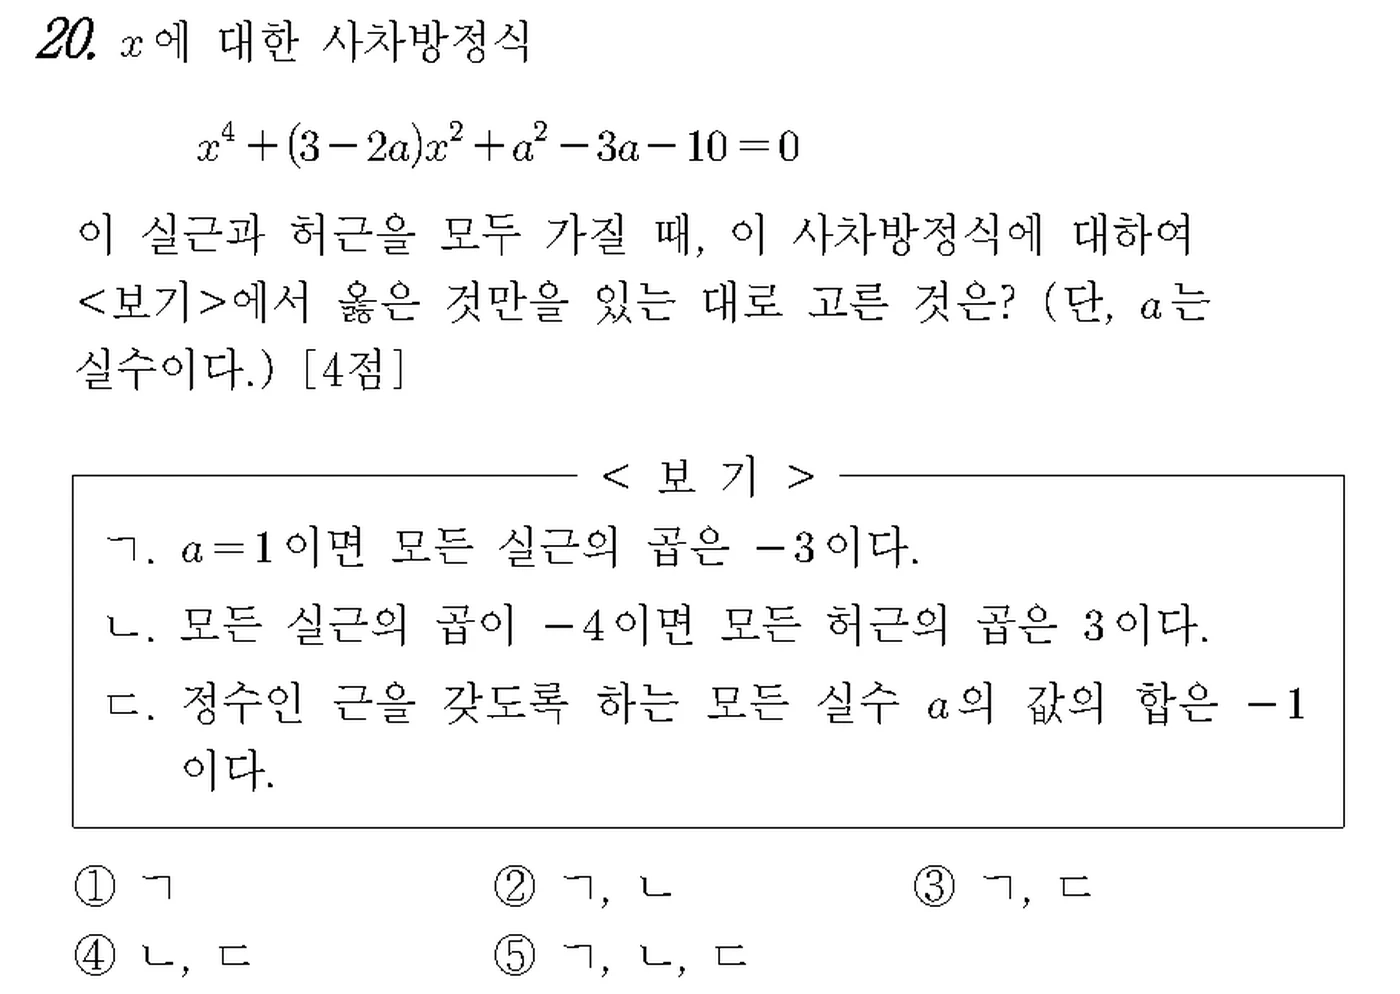 20. x에 대한 사차방정식
x⁴+(3-2a)x²+a²-3a-10=0
이 실근과 허근을 모두 가질 때, 이 사차방정식에 대하여
<보기>에서 옳은 것만을 있는 대로 고른 것은? (단, a는
실수이다.) [4점]
< 보 기 >
ㄱ. a=1이면 모든 실근의 곱은 -3이다.
ㄴ. 모든 실근의 곱이 -4이면 모든 허근의 곱은 3이다.
ㄷ. 정수인 근을 갖도록 하는 모든 실수 a의 값의 합은 -1
이다.
① ㄱ ② ㄱ, ㄴ ③ ㄱ, ㄷ
④ ㄴ, ㄷ ⑤ ㄱ, ㄴ, ㄷ